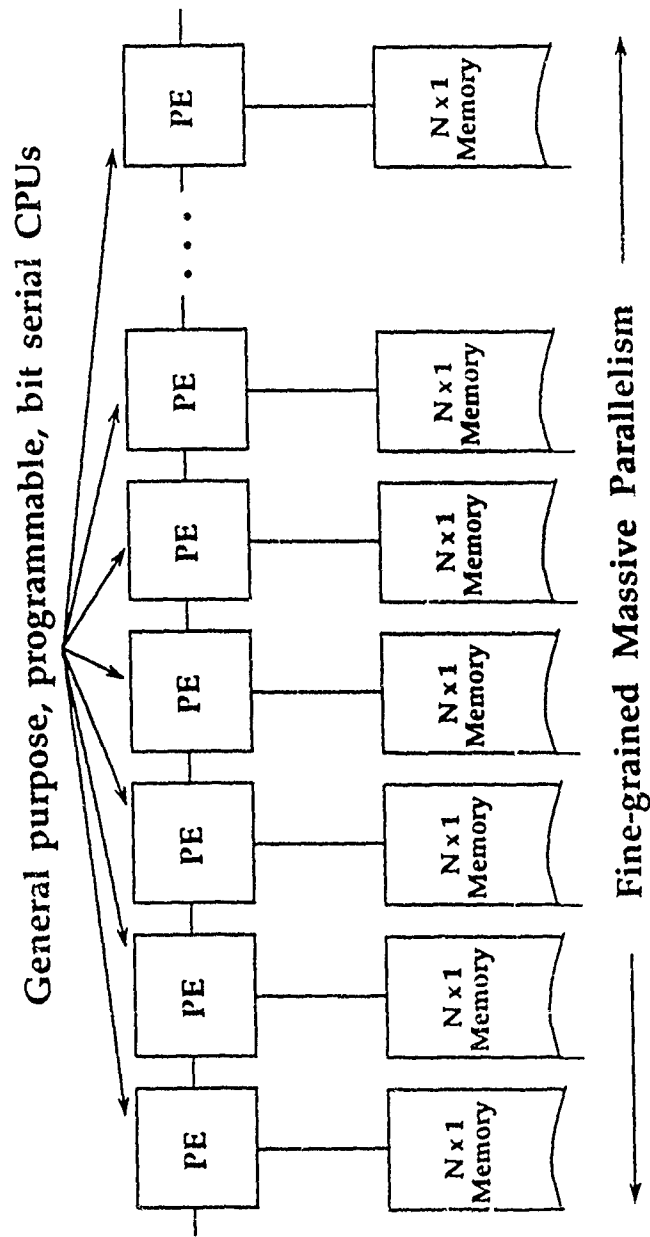 General purpose, programmable, bit serial CPUs
PE
PE
PE
PE
PE
PE
. . .
PE
N x 1
Memory
N x 1
Memory
N x 1
Memory
N x 1
Memory
N x 1
Memory
N x 1
Memory
N x 1
Memory
Fine-grained Massive Parallelism